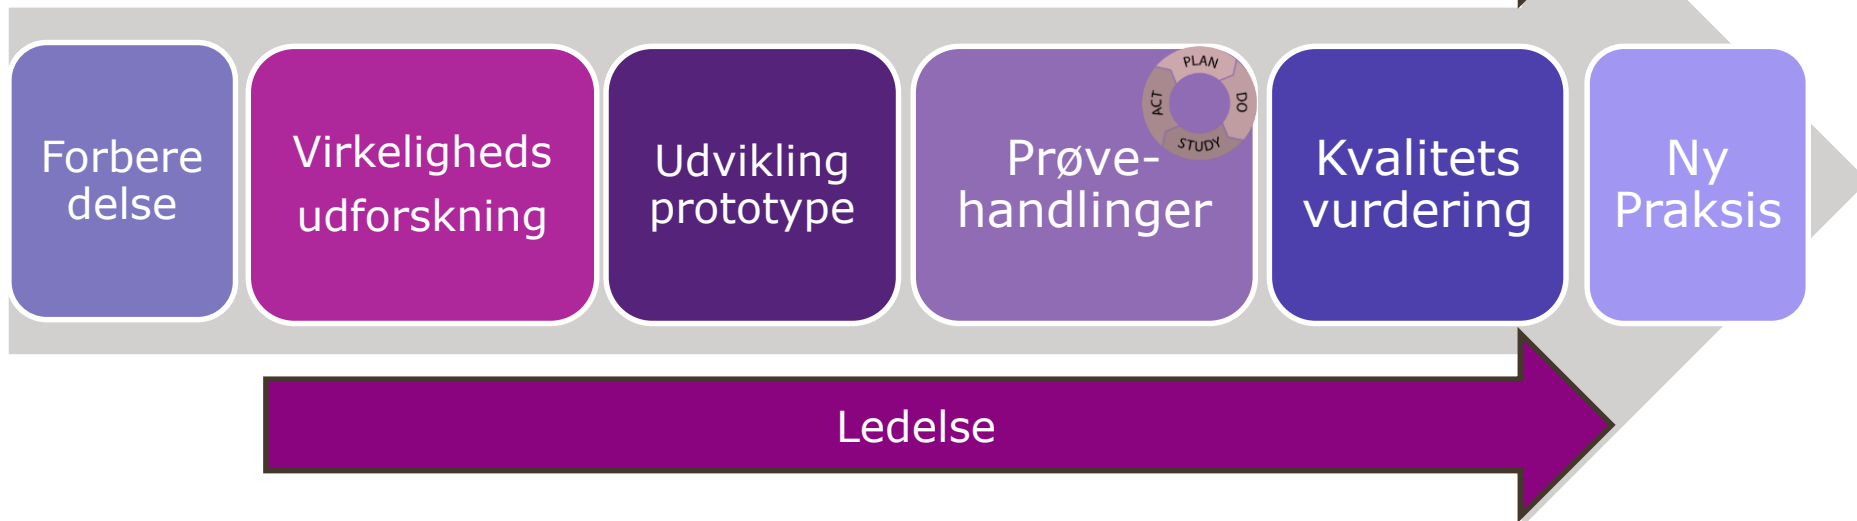 Forbere
delse
Virkeligheds
udforskning
Udvikling
prototype
Prøve-
handlinger
PLAN
DO
STUDY
ACT
Kvalitets
vurdering
Ny
Praksis
Ledelse